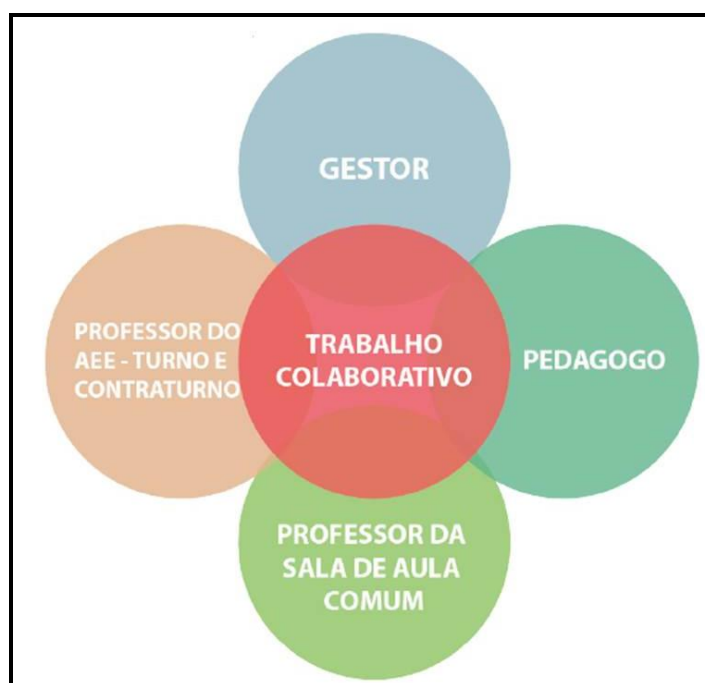 GESTOR
PROFESSOR DO
AEE - TURNO E
CONTRATURNO
TRABALHO
COLABORATIVO
PEDAGOGO
PROFESSOR DA
SALA DE AULA
COMUM